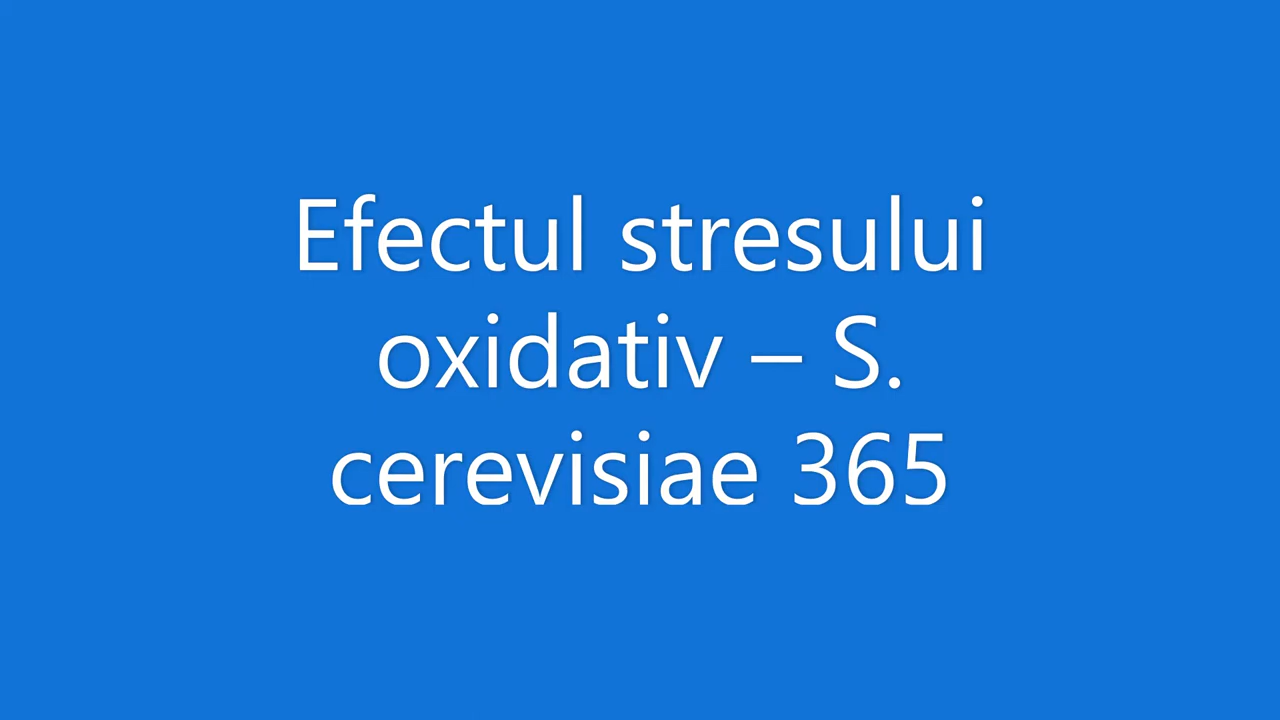 Efectul stresului
oxidativ – S.
cerevisiae 365